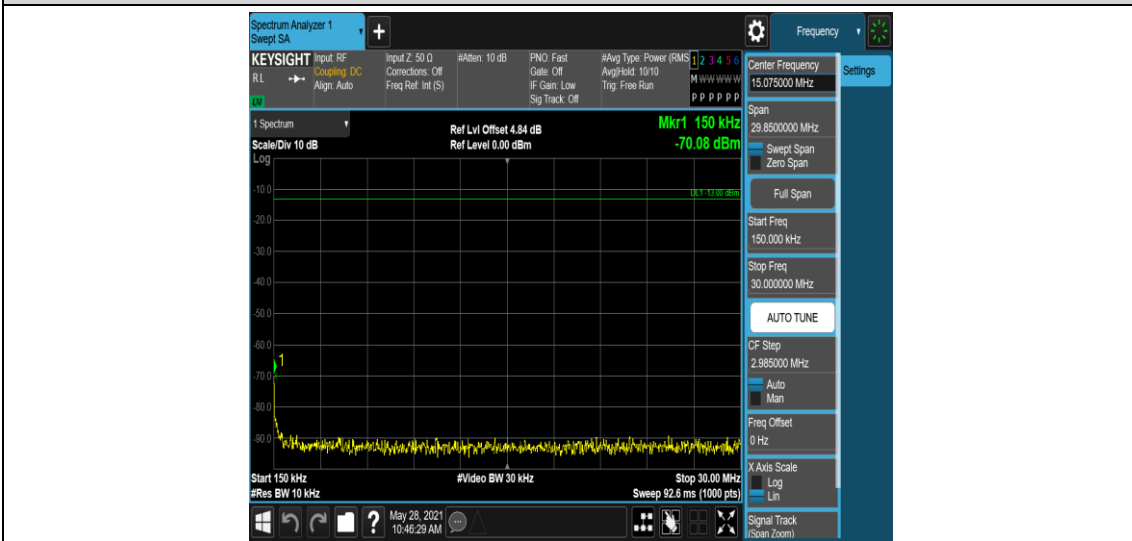 Spectrum Analyzer 1
Swept SA
+
Frequency
KEYSIGHT
RL
LXI
Input: RF
Coupling: DC
Align: Auto
Input Z: 50 Ω
Corrections: Off
Freq Ref: Int (S)
#Atten: 10 dB
PNO: Fast
Gate: Off
IF Gain: Low
Sig Track: Off
#Avg Type: Power (RMS
Avg|Hold: 10/10
Trig: Free Run
1 2 3 4 5 6
M W W W W W
P P P P P P
1 Spectrum
Scale/Div 10 dB
Ref Lvl Offset 4.84 dB
Ref Level 0.00 dBm
Mkr1 150 kHz
-70.08 dBm
Log
-10.0
DL1 -13.00 dBm
-20.0
-30.0
-40.0
-50.0
-60.0
1
-70.0
-80.0
-90.0
Start 150 kHz
#Video BW 30 kHz
Stop 30.00 MHz
#Res BW 10 kHz
Sweep 92.6 ms (1000 pts)
?
May 28, 2021
10:46:29 AM
Center Frequency
15.075000 MHz
Settings
Span
29.8500000 MHz
Swept Span
Zero Span
Full Span
Start Freq
150.000 kHz
Stop Freq
30.000000 MHz
AUTO TUNE
CF Step
2.985000 MHz
Auto
Man
Freq Offset
0 Hz
X Axis Scale
Log
Lin
Signal Track
(Span Zoom)